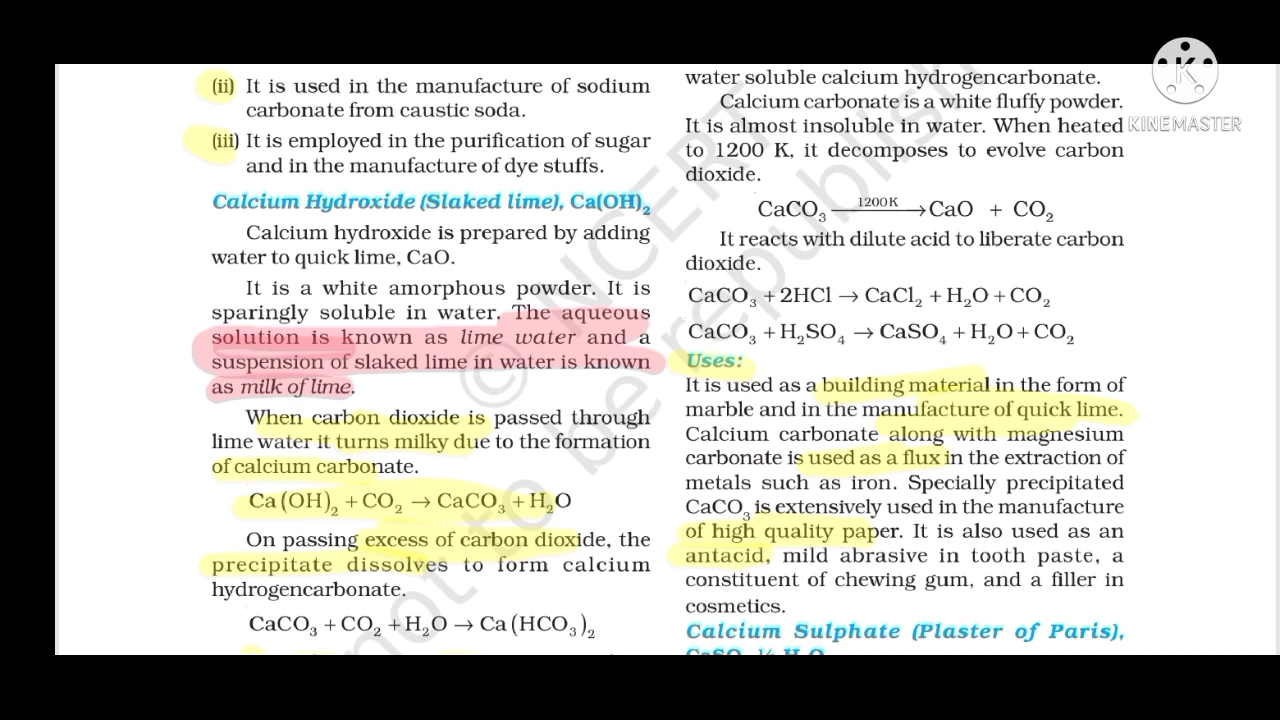 (ii) It is used in the manufacture of sodium
carbonate from caustic soda.
(iii) It is employed in the purification of sugar
and in the manufacture of dye stuffs.
Calcium Hydroxide (Slaked lime), Ca(OH)₂
Calcium hydroxide is prepared by adding
water to quick lime, CaO.
It is a white amorphous powder. It is
sparingly soluble in water. The aqueous
solution is known as lime water and a
suspension of slaked lime in water is known
as milk of lime.
When carbon dioxide is passed through
lime water it turns milky due to the formation
of calcium carbonate.
Ca(OH)₂ + CO₂ → CaCO₃ + H₂O
On passing excess of carbon dioxide, the
precipitate dissolves to form calcium
hydrogencarbonate.
CaCO₃ + CO₂ + H₂O → Ca(HCO₃)₂
water soluble calcium hydrogencarbonate.
Calcium carbonate is a white fluffy powder.
It is almost insoluble in water. When heated
to 1200 K, it decomposes to evolve carbon
dioxide.
CaCO₃ 1200K → CaO + CO₂
It reacts with dilute acid to liberate carbon
dioxide.
CaCO₃ + 2HCl → CaCl₂ + H₂O + CO₂
CaCO₃ + H₂SO₄ → CaSO₄ + H₂O + CO₂
Uses:
It is used as a building material in the form of
marble and in the manufacture of quick lime.
Calcium carbonate along with magnesium
carbonate is used as a flux in the extraction of
metals such as iron. Specially precipitated
CaCO₃ is extensively used in the manufacture
of high quality paper. It is also used as an
antacid, mild abrasive in tooth paste, a
constituent of chewing gum, and a filler in
cosmetics.
Calcium Sulphate (Plaster of Paris),
CaSO₄·½ H₂O
© NCERT
not to be republish
K
KINEMASTER